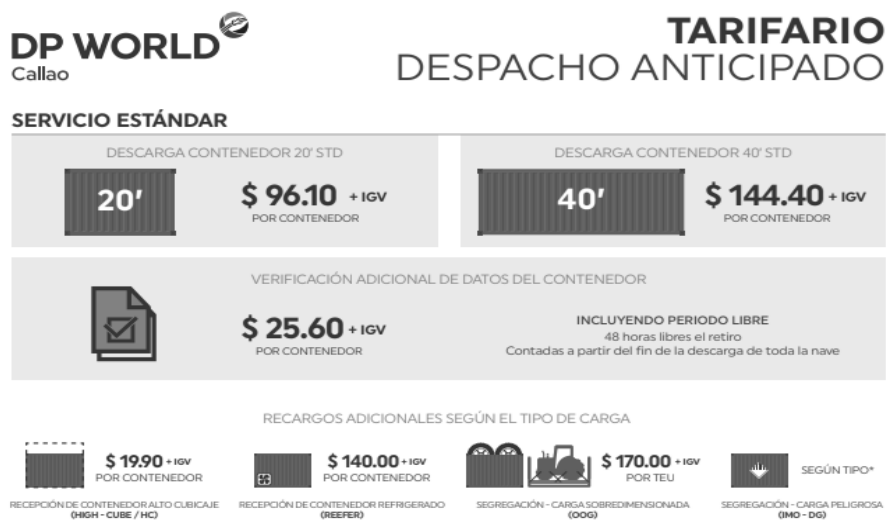 DP WORLD
Callao
TARIFARIO
DESPACHO ANTICIPADO
SERVICIO ESTÁNDAR
DESCARGA CONTENEDOR 20' STD
20'
$ 96.10 + IGV
POR CONTENEDOR
DESCARGA CONTENEDOR 40' STD
40'
$ 144.40 + IGV
POR CONTENEDOR
VERIFICACIÓN ADICIONAL DE DATOS DEL CONTENEDOR
$ 25.60 + IGV
POR CONTENEDOR
INCLUYENDO PERIODO LIBRE
48 horas libres el retiro
Contadas a partir del fin de la descarga de toda la nave
RECARGOS ADICIONALES SEGÚN EL TIPO DE CARGA
$ 19.90 + IGV
POR CONTENEDOR
RECEPCIÓN DE CONTENEDOR ALTO CUBICAJE
(HIGH - CUBE / HC)
$ 140.00 + IGV
POR CONTENEDOR
RECEPCIÓN DE CONTENEDOR REFRIGERADO
(REEFER)
$ 170.00 + IGV
POR TEU
SEGREGACIÓN - CARGA SOBREDIMENSIONADA
(OOG)
SEGÚN TIPO*
SEGREGACIÓN - CARGA PELIGROSA
(IMO - DG)